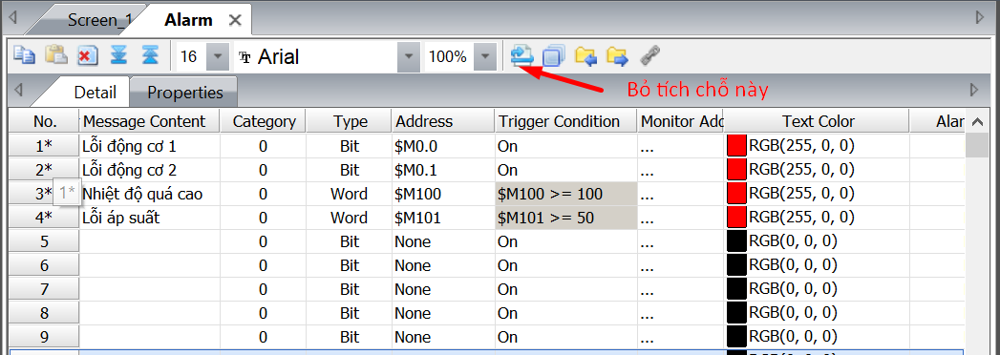 Screen_1 Alarm
16 Arial 100%
Bỏ tích chỗ này
Detail Properties
No. Message Content Category Type Address Trigger Condition Monitor Add Text Color Alar
1* Lỗi động cơ 1 0 Bit $M0.0 On ... RGB(255, 0, 0)
2* Lỗi động cơ 2 0 Bit $M0.1 On ... RGB(255, 0, 0)
1*
3* Nhiệt độ quá cao 0 Word $M100 $M100 >= 100 ... RGB(255, 0, 0)
4* Lỗi áp suất 0 Word $M101 $M101 >= 50 ... RGB(255, 0, 0)
5 0 Bit None On ... RGB(0, 0, 0)
6 0 Bit None On ... RGB(0, 0, 0)
7 0 Bit None On ... RGB(0, 0, 0)
8 0 Bit None On ... RGB(0, 0, 0)
9 0 Bit None On ... RGB(0, 0, 0)